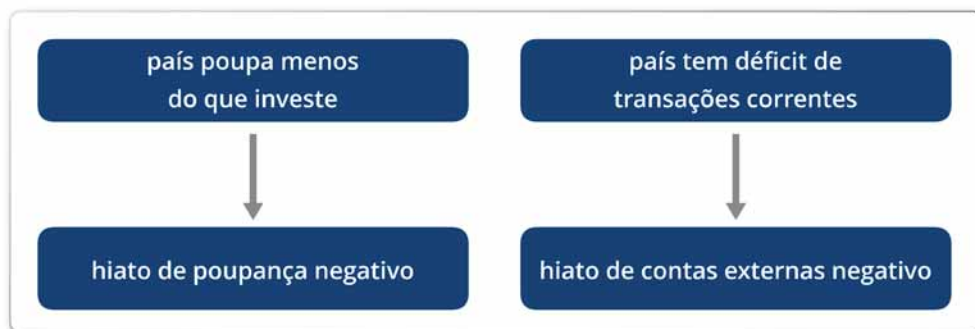 país poupa menos
do que investe
país tem déficit de
transações correntes
hiato de poupança negativo
hiato de contas externas negativo